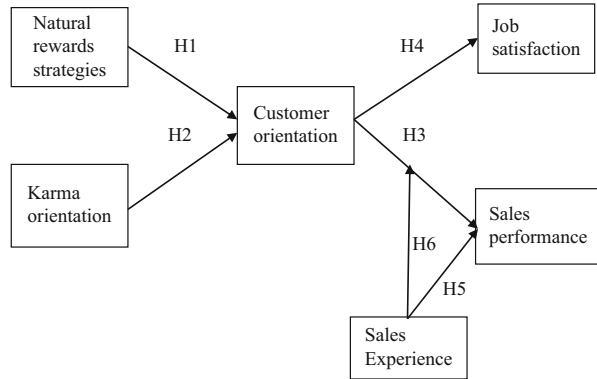 Natural
rewards
strategies
H1
H4
Job
satisfaction
Customer
orientation
H2
H3
Karma
orientation
Sales
performance
H6
H5
Sales
Experience